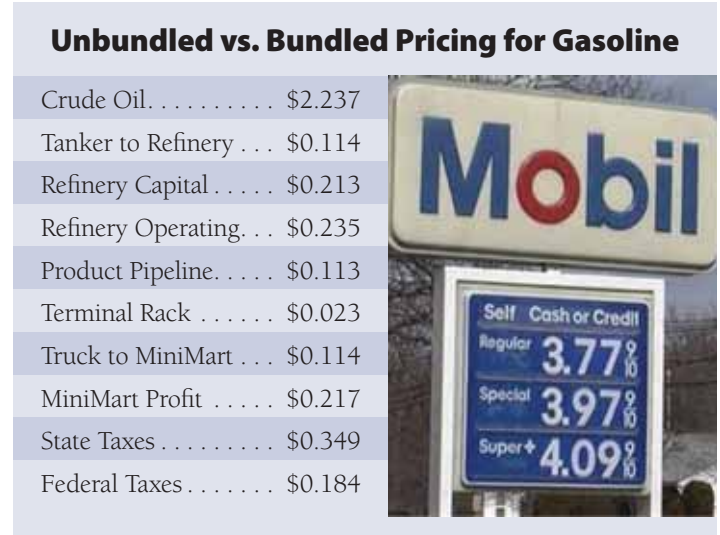 Unbundled vs. Bundled Pricing for Gasoline
Crude Oil. . . . . . . . . . $2.237
Tanker to Refinery . . . $0.114
Refinery Capital . . . . . $0.213
Refinery Operating. . . $0.235
Product Pipeline. . . . . $0.113
Terminal Rack . . . . . . $0.023
Truck to MiniMart . . . $0.114
MiniMart Profit . . . . . $0.217
State Taxes . . . . . . . . . $0.349
Federal Taxes . . . . . . . $0.184
Mobil
Self Cash or Credit
Regular 3.77 9/10
Special 3.97 9/10
Super+ 4.09 9/10